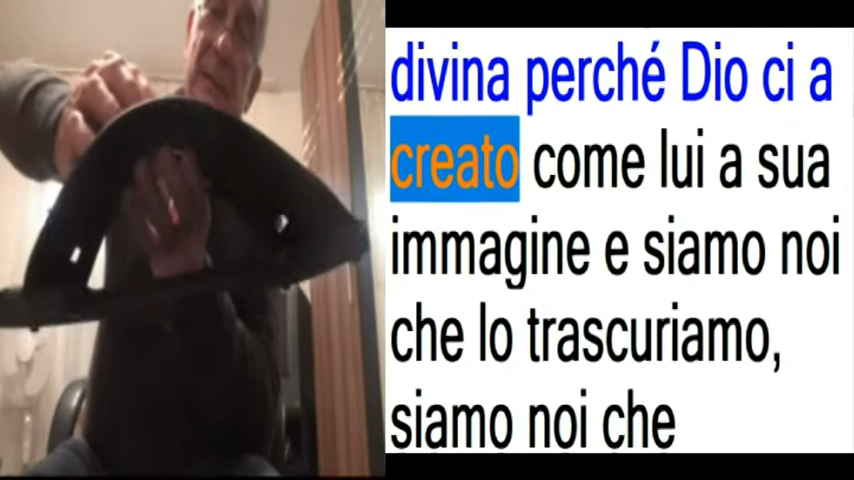 divina perché Dio ci a
creato come lui a sua
immagine e siamo noi
che lo trascuriamo,
siamo noi che